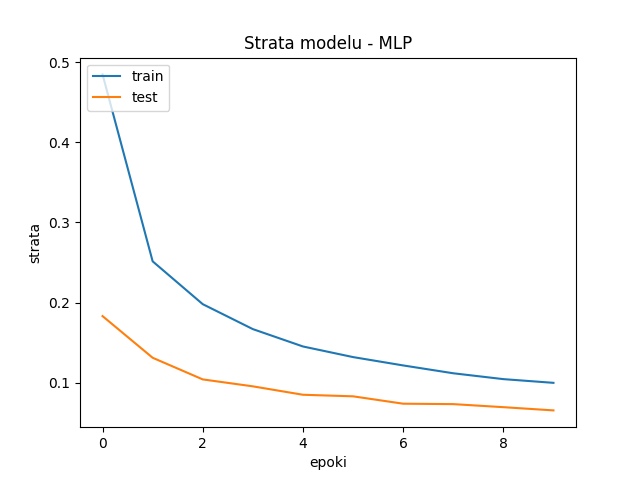 Strata modelu - MLP
train
test
0.5
0.4
0.3
0.2
0.1
strata
0 2 4 6 8
epoki